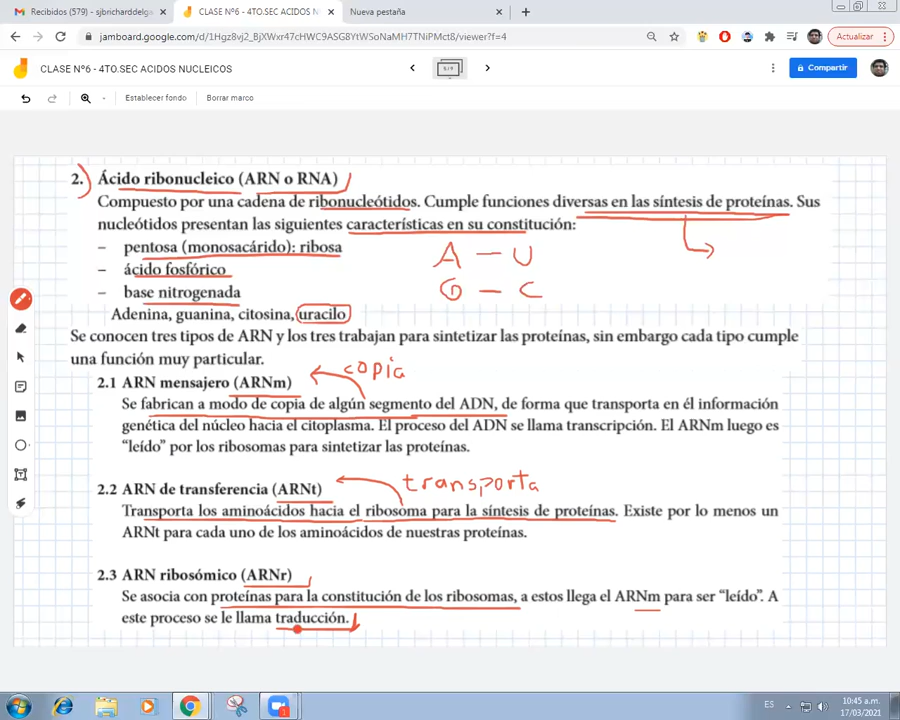 Recibidos (579) - sjbricharddelga
CLASE Nº6 - 4TO.SEC ACIDOS NU
Nueva pestaña
jamboard.google.com/d/1Hgz8vj2_BjXWxr47cHWC9ASG8YtWSoNaMH7TNiPMct8/viewer?f=4
Actualizar
CLASE Nº6 - 4TO.SEC ACIDOS NUCLEICOS
Compartir
Establecer fondo
Borrar marco
2. Ácido ribonucleico (ARN o RNA)
Compuesto por una cadena de ribonucleótidos. Cumple funciones diversas en las síntesis de proteínas. Sus
nucleótidos presentan las siguientes características en su constitución:
– pentosa (monosacárido): ribosa
A – U
– ácido fosfórico
– base nitrogenada
G – C
Adenina, guanina, citosina, uracilo
Se conocen tres tipos de ARN y los tres trabajan para sintetizar las proteínas, sin embargo cada tipo cumple
una función muy particular.
copia
2.1 ARN mensajero (ARNm)
Se fabrican a modo de copia de algún segmento del ADN, de forma que transporta en él información
genética del núcleo hacia el citoplasma. El proceso del ADN se llama transcripción. El ARNm luego es
“leído” por los ribosomas para sintetizar las proteínas.
2.2 ARN de transferencia (ARNt)
transporta
Transporta los aminoácidos hacia el ribosoma para la síntesis de proteínas. Existe por lo menos un
ARNt para cada uno de los aminoácidos de nuestras proteínas.
2.3 ARN ribosómico (ARNr)
Se asocia con proteínas para la constitución de los ribosomas, a estos llega el ARNm para ser “leído”. A
este proceso se le llama traducción.
ES
10:45 a.m.
17/03/2021